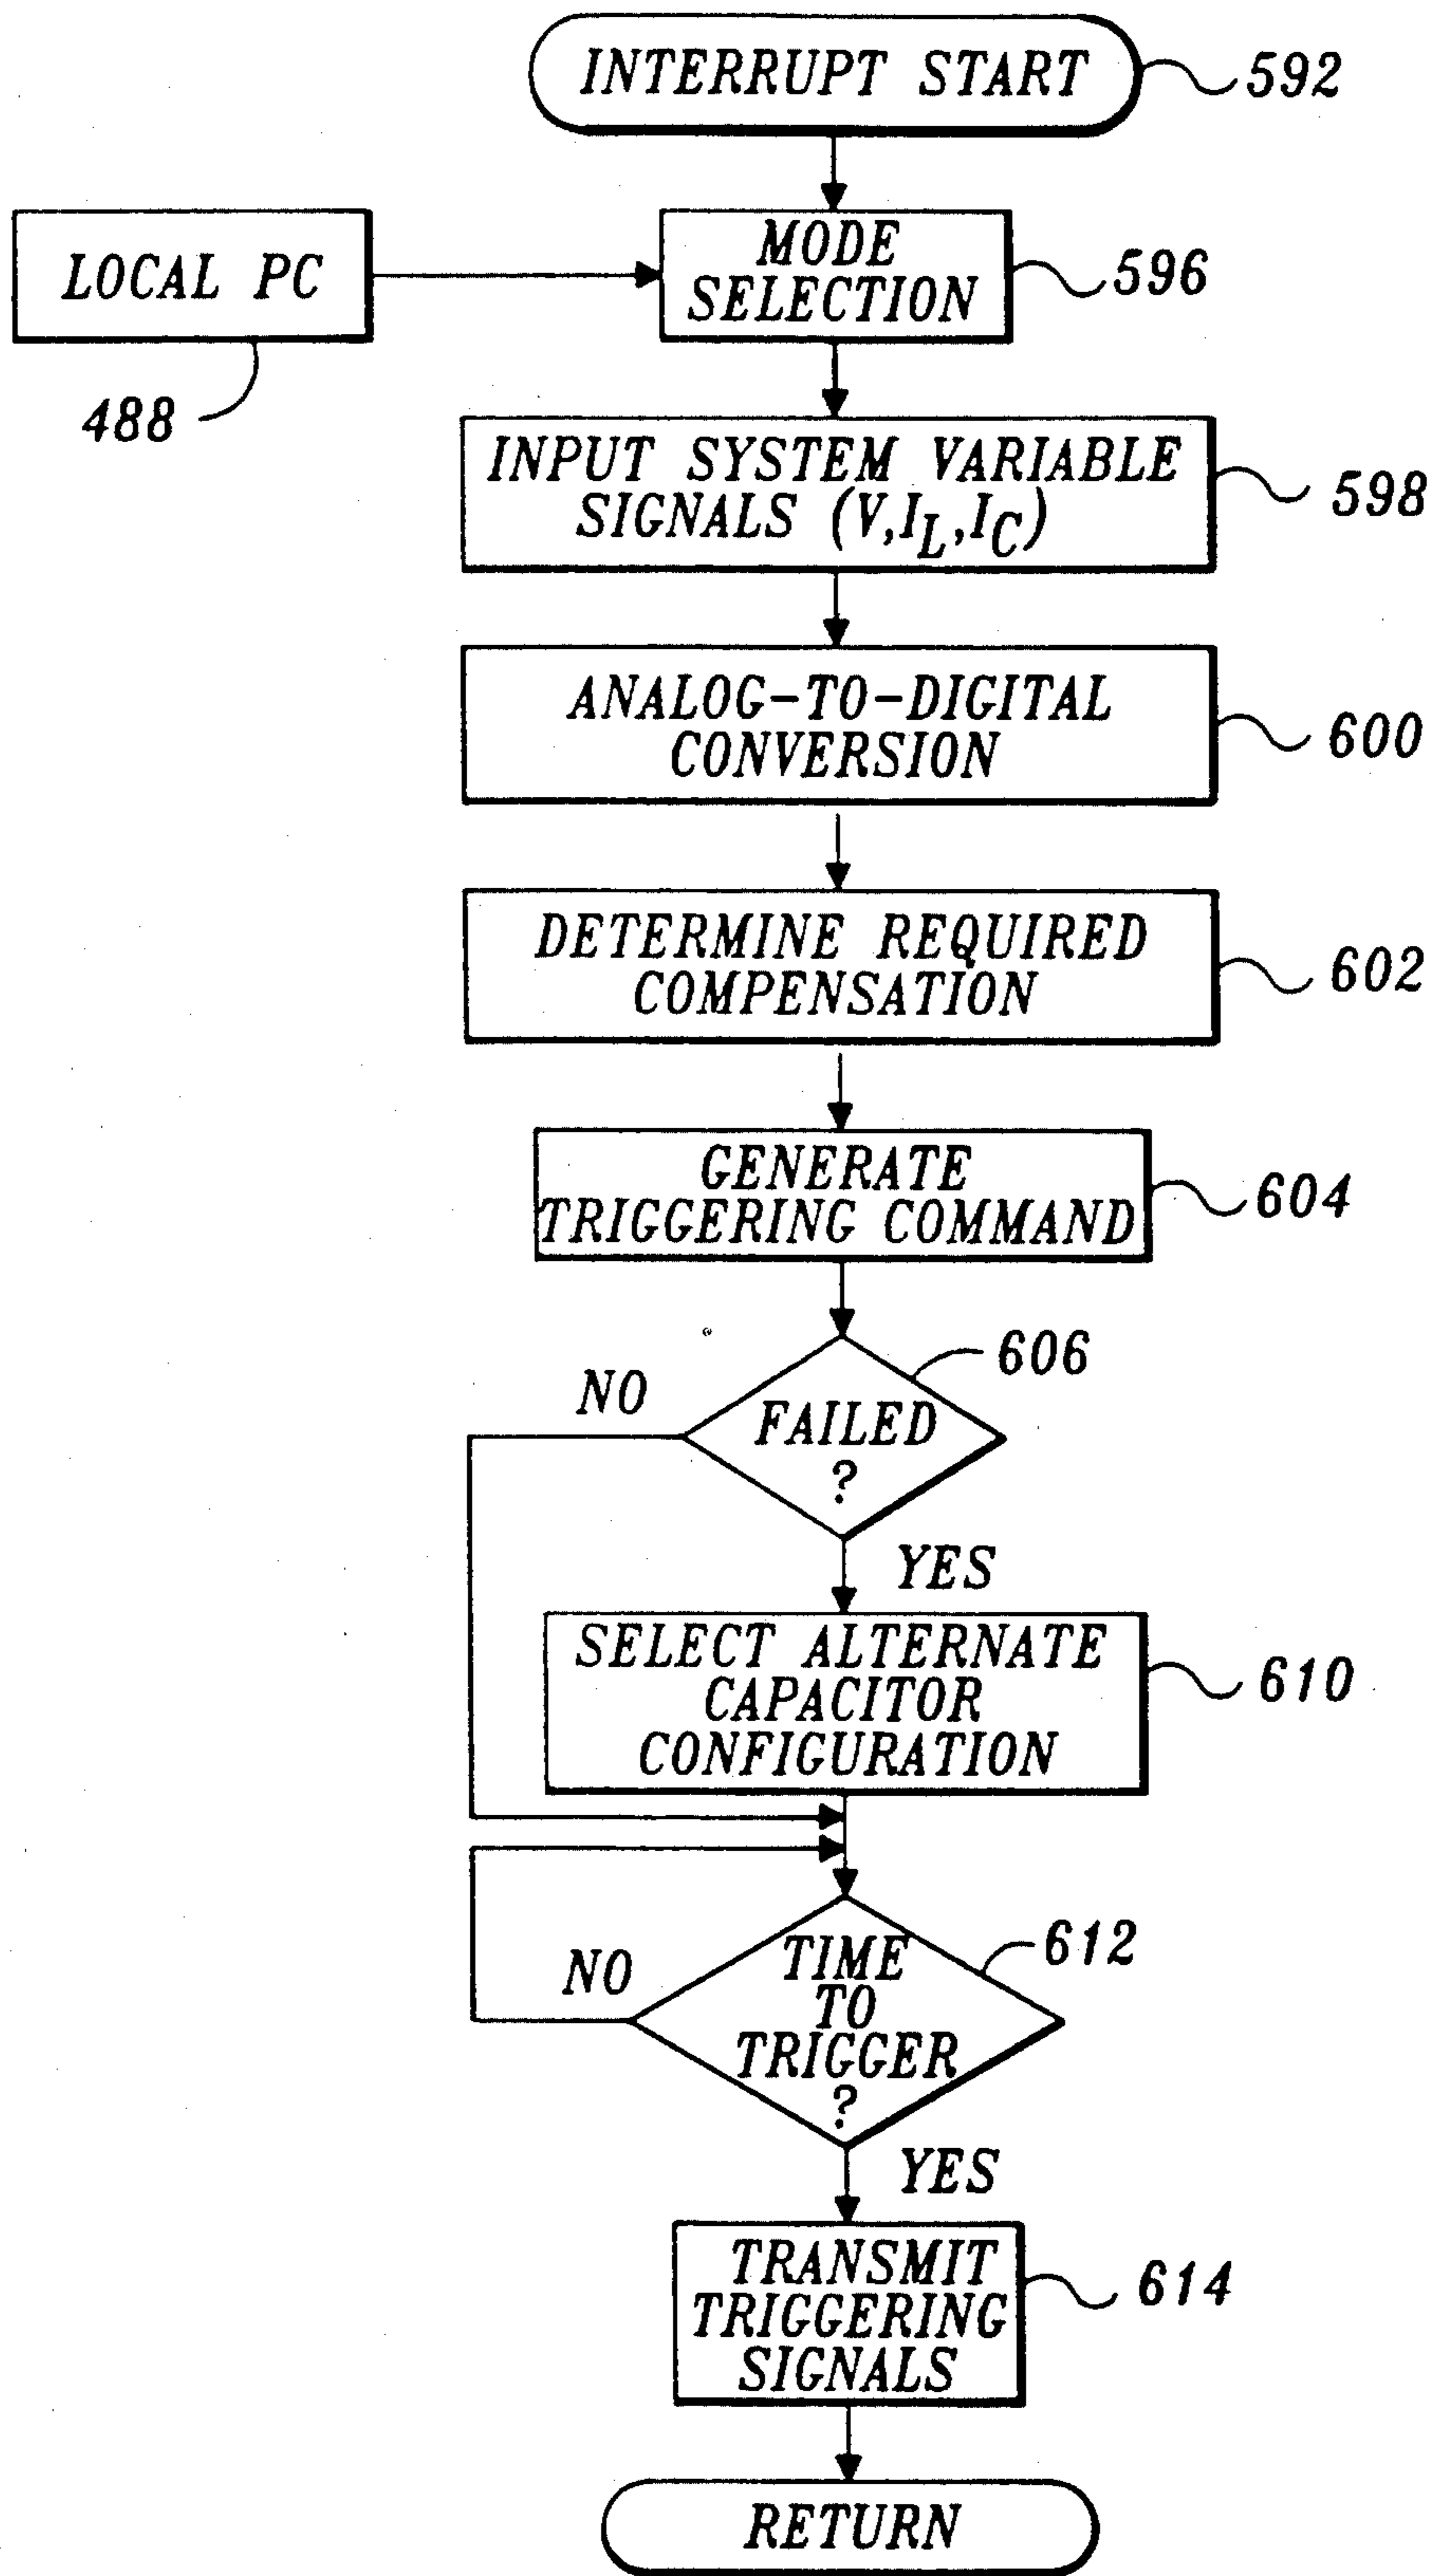 INTERRUPT START
592
LOCAL PC
488
MODE
SELECTION
596
INPUT SYSTEM VARIABLE
SIGNALS (V,I_L,I_C)
598
ANALOG-TO-DIGITAL
CONVERSION
600
DETERMINE REQUIRED
COMPENSATION
602
GENERATE
TRIGGERING COMMAND
604
606
NO
FAILED
?
YES
SELECT ALTERNATE
CAPACITOR
CONFIGURATION
610
612
NO
TIME
TO
TRIGGER
?
YES
TRANSMIT
TRIGGERING
SIGNALS
614
RETURN